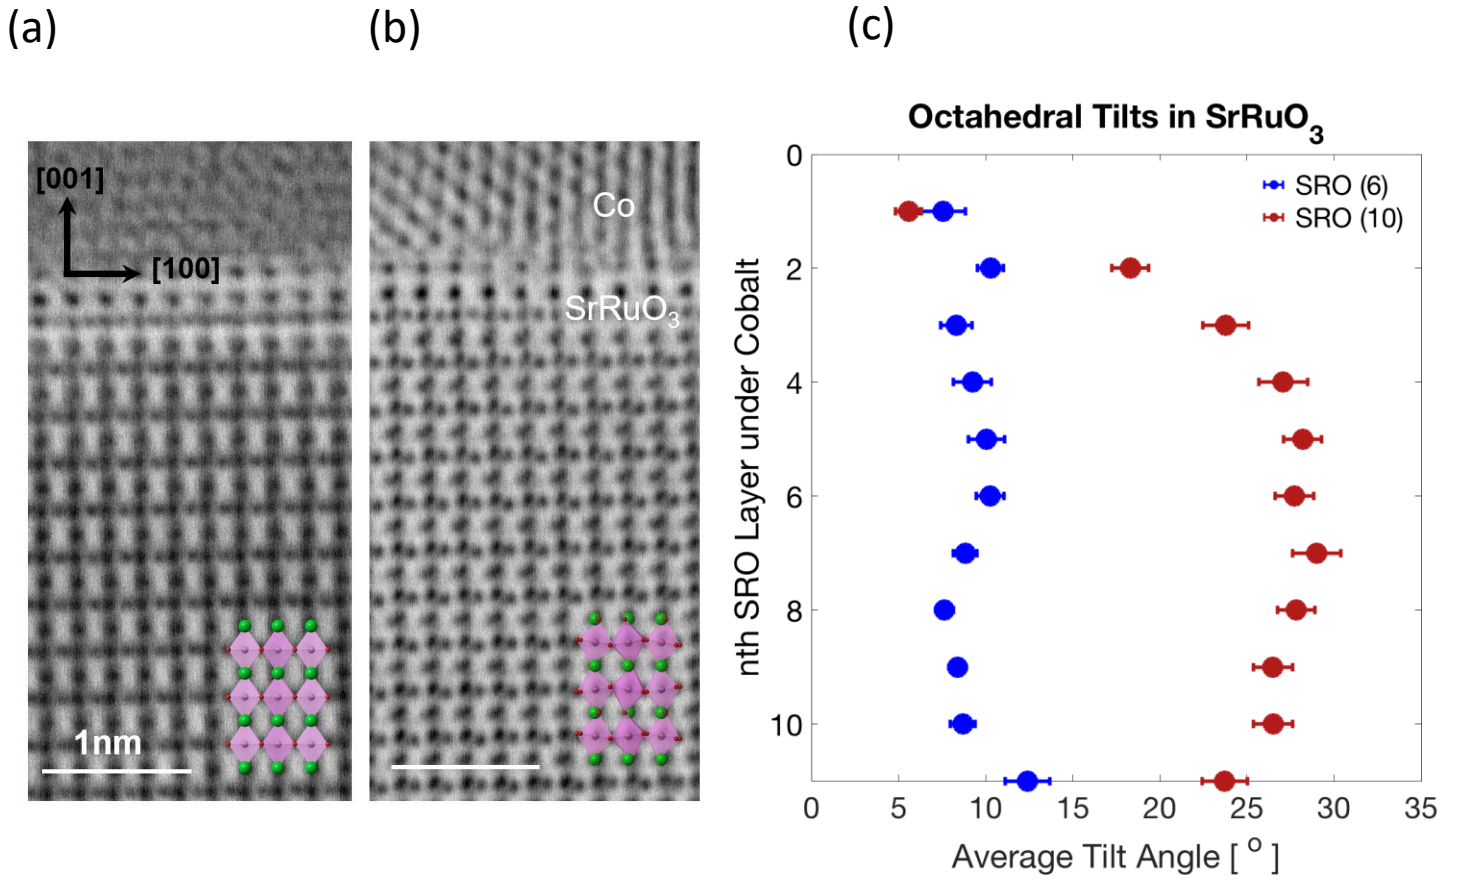 (a)
(b)
(c)
[001]
[100]
1nm
Co
SrRuO3
Octahedral Tilts in SrRuO3
SRO (6)
SRO (10)
nth SRO Layer under Cobalt
0
2
4
6
8
10
0 5 10 15 20 25 30 35
Average Tilt Angle [ o ]